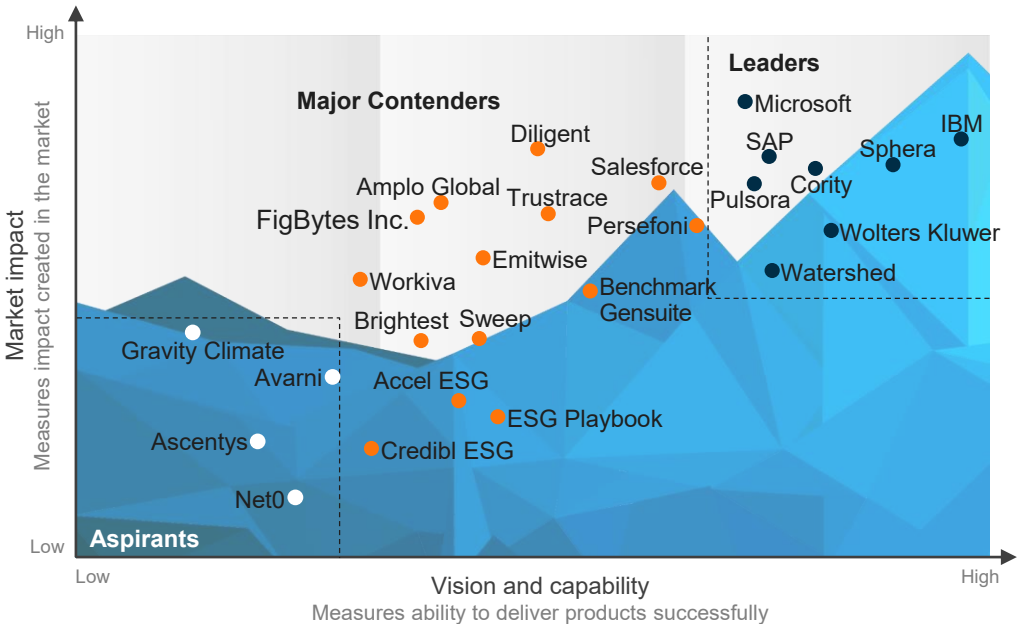 High
Leaders
Major Contenders
Microsoft
IBM
Diligent
SAP
Sphera
Salesforce
Amplo Global
Cority
Trustrace
Pulsora
FigBytes Inc.
Persefoni
Wolters Kluwer
Emitwise
Watershed
Workiva
Benchmark
Gensuite
Brightest
Sweep
Gravity Climate
Avarni
Accel ESG
ESG Playbook
Ascentys
Credibl ESG
Net0
Aspirants
Low
Market impact
Measures impact created in the market
Low
High
Vision and capability
Measures ability to deliver products successfully